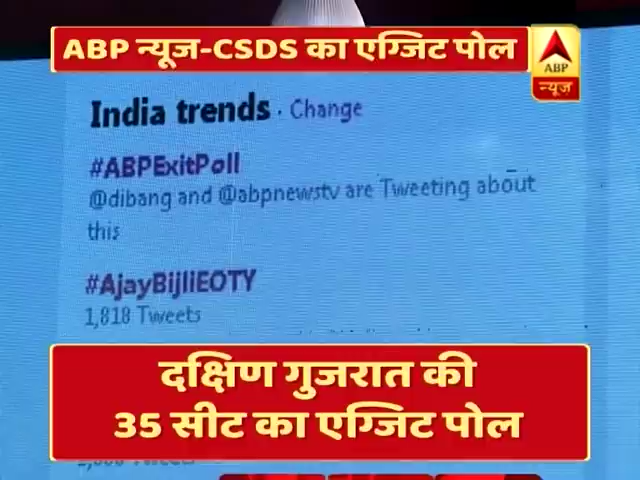 ABP न्यूज-CSDS का एग्जिट पोल
ABP
न्यूज़
India trends · Change
#ABPExitPoll
@dibang and @abpnewstv are Tweeting about
this
#AjayBijliEOTY
1,818 Tweets
दक्षिण गुजरात की
35 सीट का एग्जिट पोल